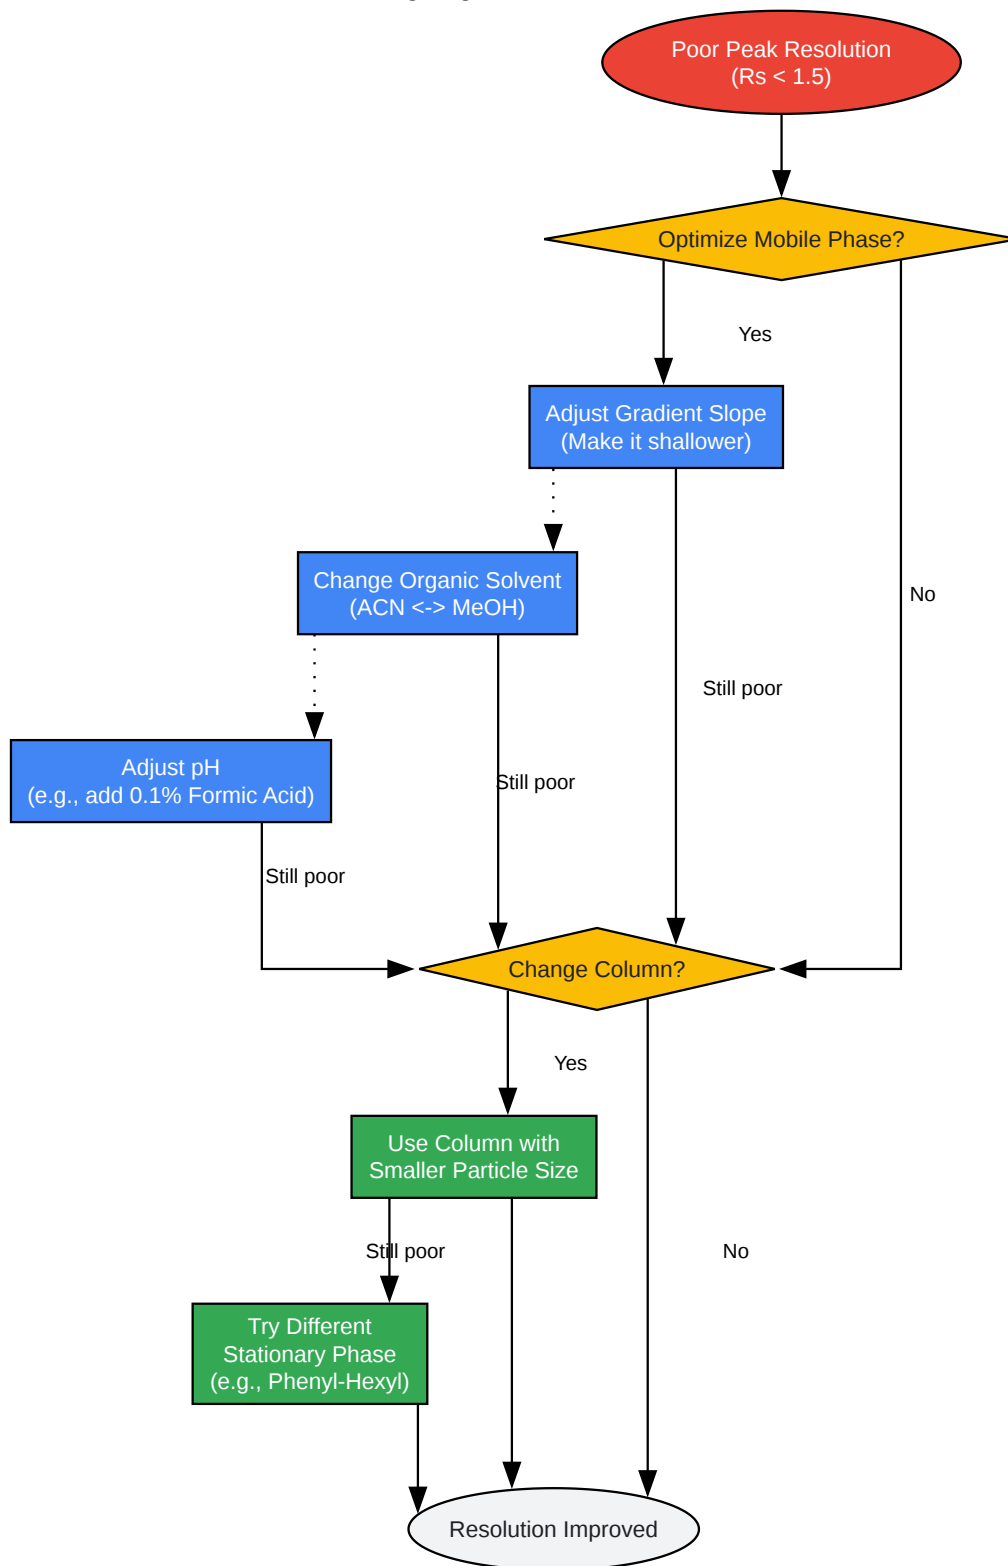 Poor Peak Resolution
(Rs < 1.5)
Optimize Mobile Phase?
Yes
Adjust Gradient Slope
(Make it shallower)
Change Organic Solvent
(ACN <-> MeOH)
No
Still poor
Adjust pH
(e.g., add 0.1% Formic Acid)
Still poor
Still poor
Change Column?
Yes
Use Column with
Smaller Particle Size
Still poor
No
Try Different
Stationary Phase
(e.g., Phenyl-Hexyl)
Resolution Improved